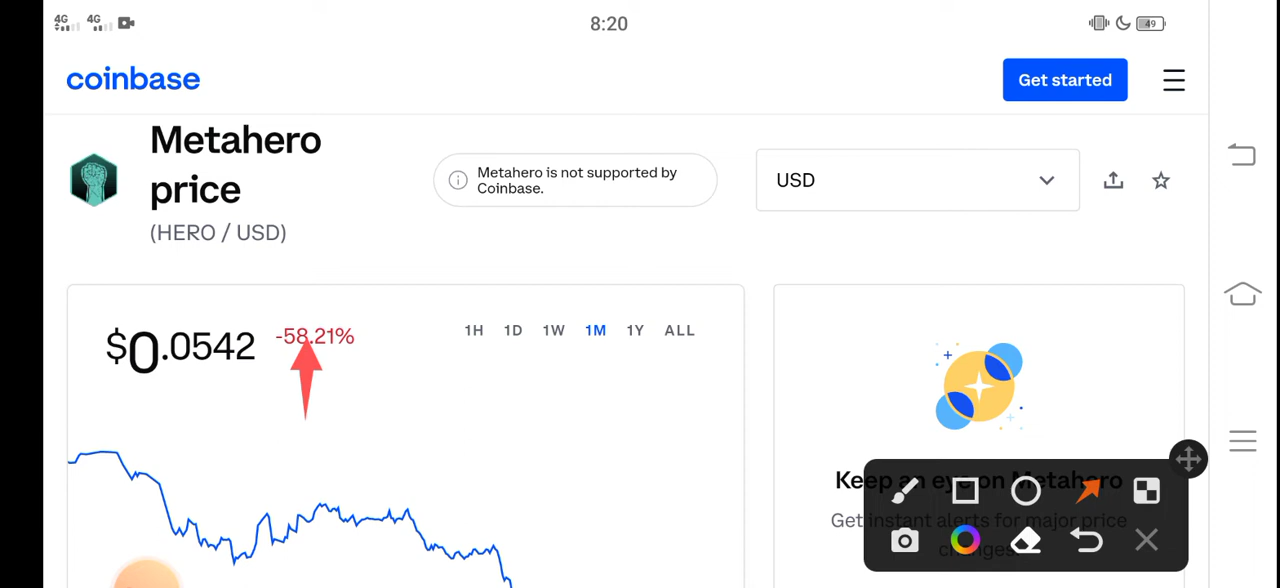 4G 4G 8:20 49
coinbase Get started
Metahero
price
(HERO / USD)
Metahero is not supported by
Coinbase.
USD
$0.0542 -58.21% 1H 1D 1W 1M 1Y ALL
Keep an eye on Metahero
Get instant alerts for major price
changes.